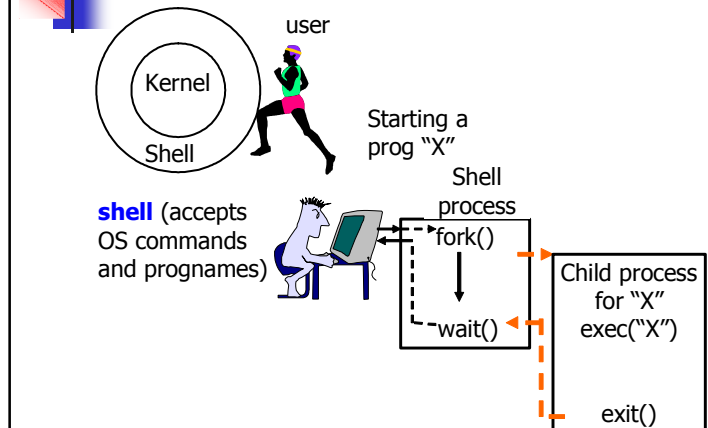 user
Kernel
Shell
Starting a
prog “X”
Shell
process
shell (accepts
OS commands
and prognames)
fork()
wait()
Child process
for “X”
exec(“X”)
exit()